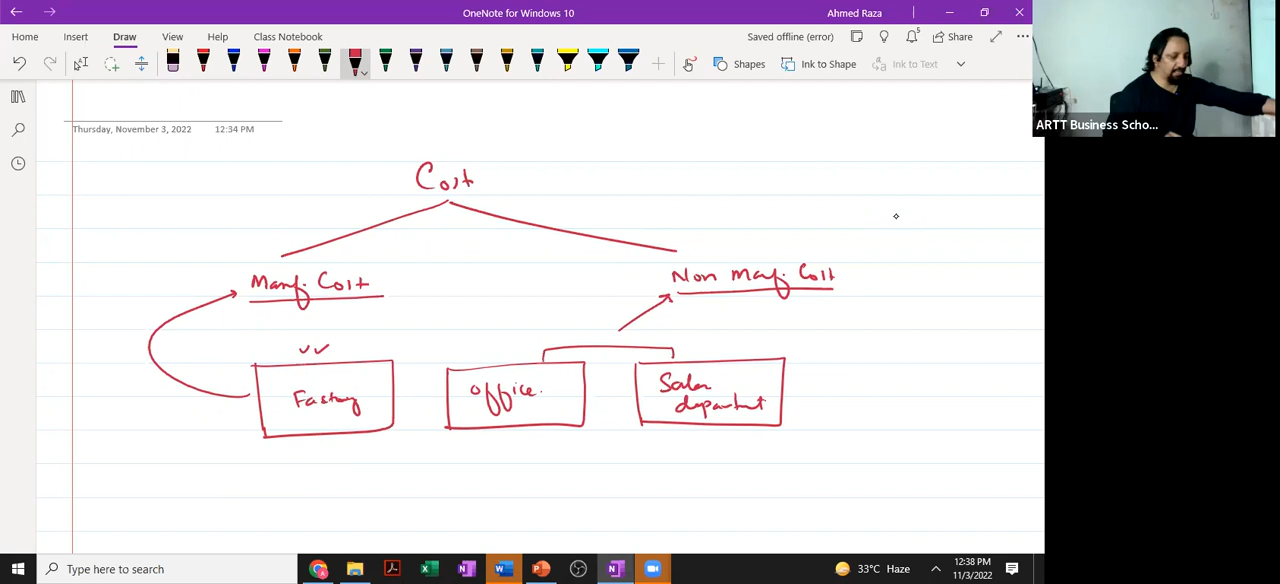 OneNote for Windows 10
Ahmed Raza
Home Insert Draw View Help Class Notebook
Saved offline (error)
5
Share
Shapes
Ink to Shape
Ink to Text
ARTT Business Scho...
Thursday, November 3, 2022 12:34 PM
Cost
Manf. Cost
Non Manf. Cost
Factory
Office.
Sales
department
Type here to search
33°C Haze
12:38 PM
11/3/2022